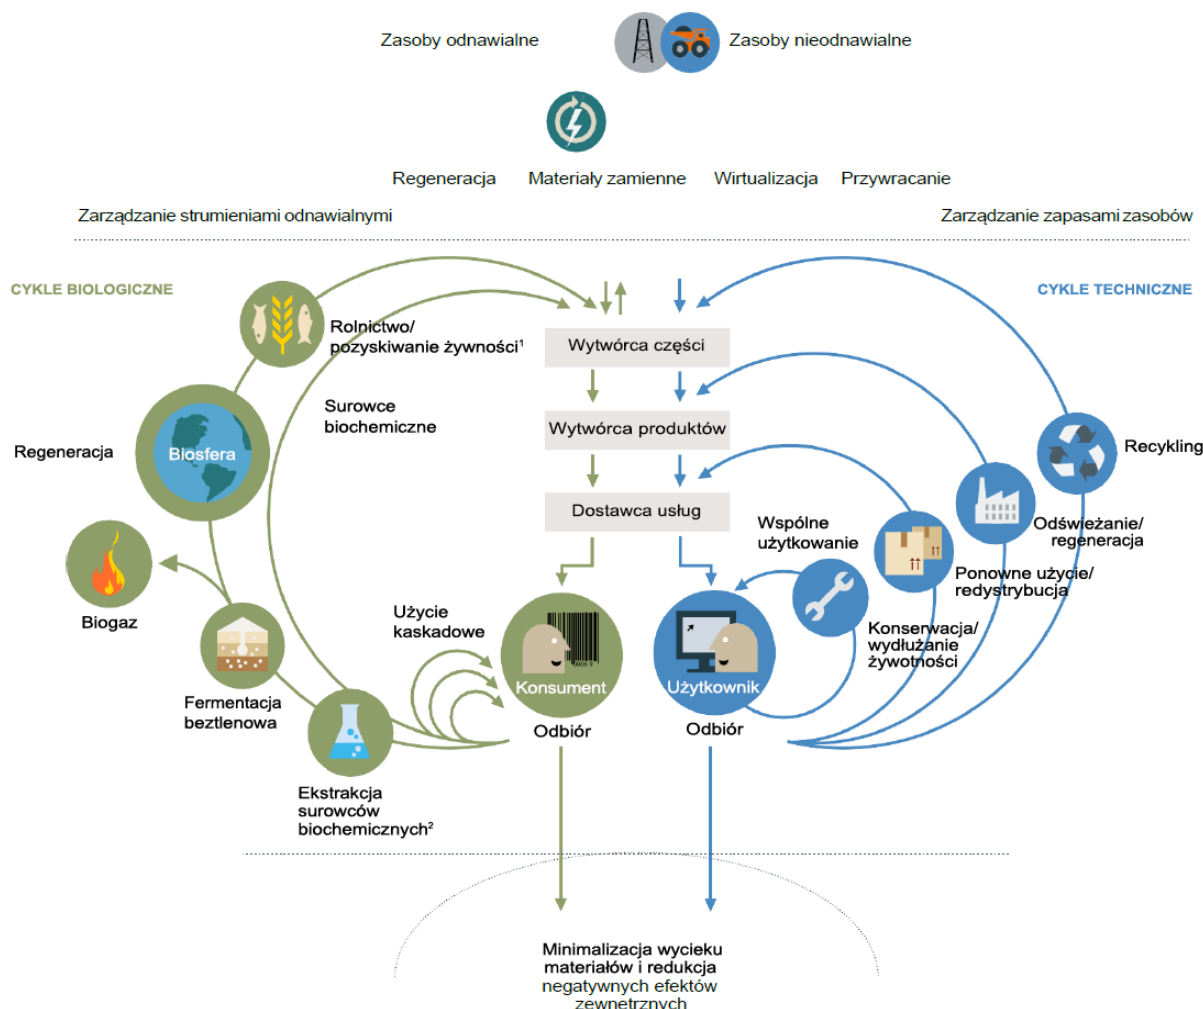 Zasoby odnawialne
Zasoby nieodnawialne
Regeneracja
Materiały zamienne
Wirtualizacja
Przywracanie
Zarządzanie strumieniami odnawialnymi
Zarządzanie zapasami zasobów
CYKLE BIOLOGICZNE
CYKLE TECHNICZNE
Rolnictwo/
pozyskiwanie żywności¹
Wytwórca części
Surowce
biochemiczne
Wytwórca produktów
Recykling
Regeneracja
Biosfera
Dostawca usług
Wspólne
użytkowanie
Odświeżanie/
regeneracja
Ponowne użycie/
redystrybucja
Biogaz
Użycie
kaskadowe
Konserwacja/
wydłużanie
żywotności
0006 9
Konsument
Użytkownik
Fermentacja
beztlenowa
Odbiór
Odbiór
Ekstrakcja
surowców
biochemicznych²
Minimalizacja wycieku
materiałów i redukcja
negatywnych efektów
zewnętrznych